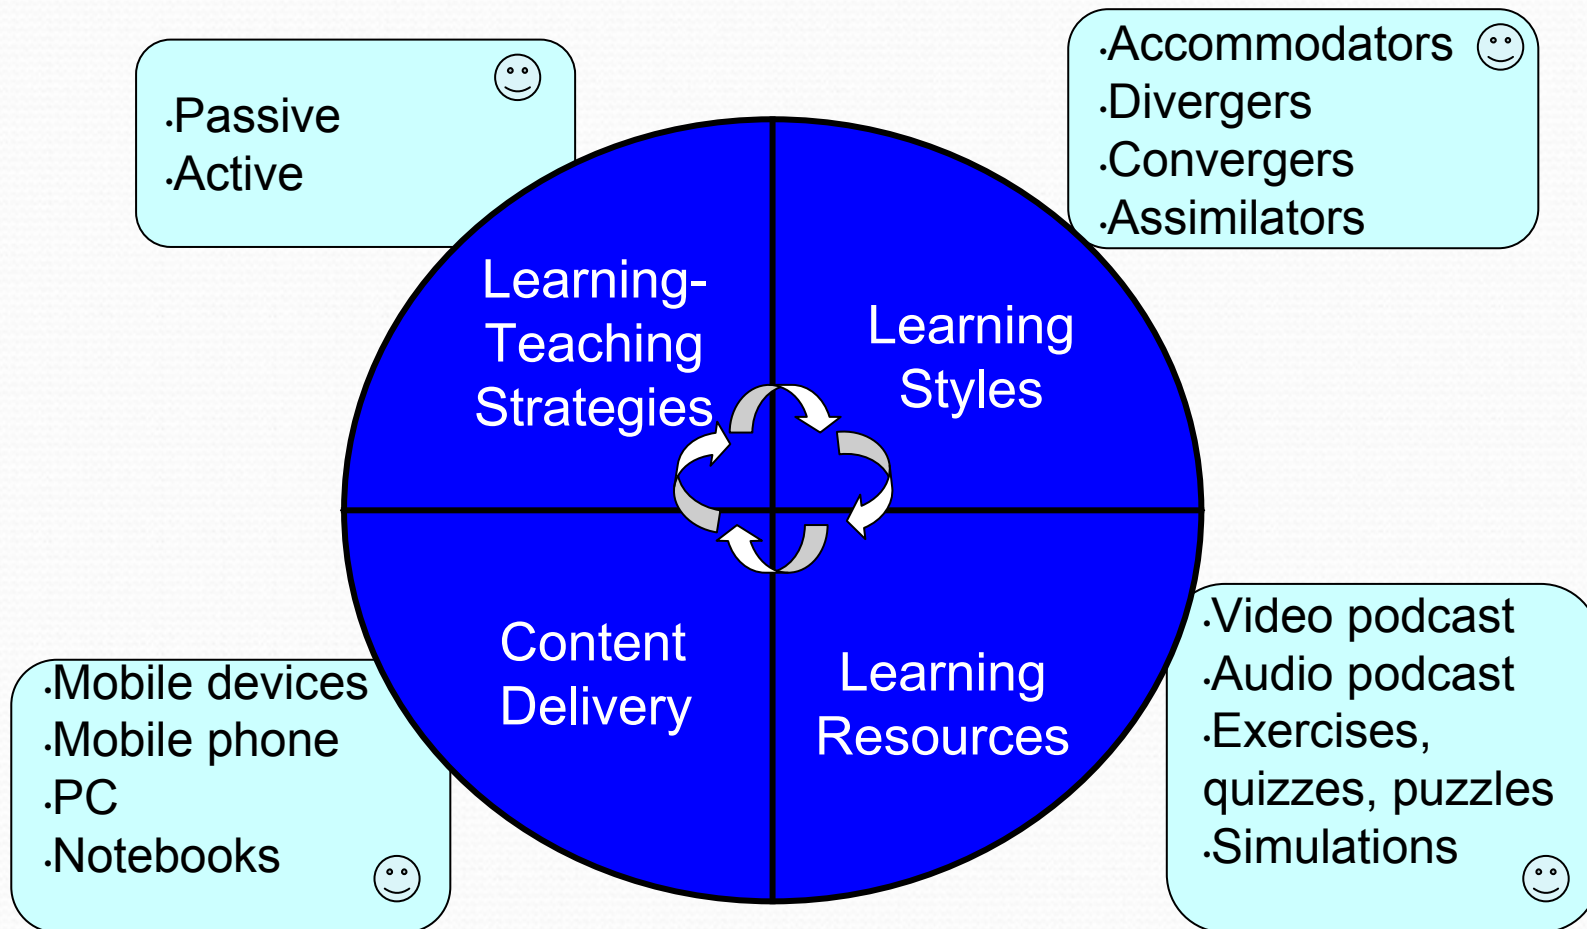 ·Passive
·Active
·Accommodators
·Divergers
·Convergers
·Assimilators
Learning-
Teaching
Strategies
Learning
Styles
Content
Delivery
Learning
Resources
·Mobile devices
·Mobile phone
·PC
·Notebooks
·Video podcast
·Audio podcast
·Exercises,
quizzes, puzzles
·Simulations